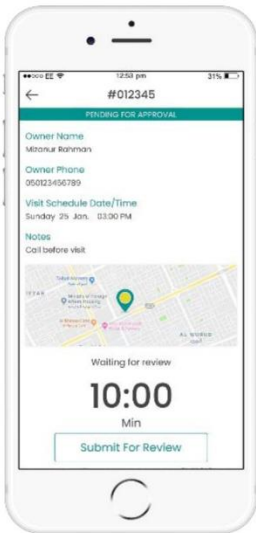 EE 12:53 pm 31%
#012345
PENDING FOR APPROVAL
Owner Name
Mizanur Rahman
Owner Phone
050123456789
Visit Schedule Date/Time
Sunday 25 Jan. 03:00 PM
Notes
Call before visit
Waiting for review
10:00
Min
Submit For Review